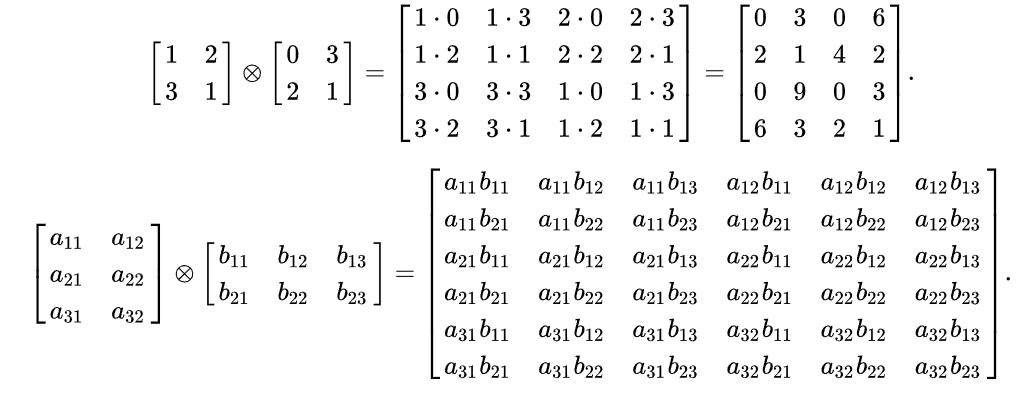 [1 2; 3 1] ⊗ [0 3; 2 1] = [1·0 1·3 2·0 2·3; 1·2 1·1 2·2 2·1; 3·0 3·3 1·0 1·3; 3·2 3·1 1·2 1·1] = [0 3 0 6; 2 1 4 2; 0 9 0 3; 6 3 2 1].
[a₁₁ a₁₂; a₂₁ a₂₂; a₃₁ a₃₂] ⊗ [b₁₁ b₁₂ b₁₃; b₂₁ b₂₂ b₂₃] = [a₁₁b₁₁ a₁₁b₁₂ a₁₁b₁₃ a₁₂b₁₁ a₁₂b₁₂ a₁₂b₁₃; a₁₁b₂₁ a₁₁b₂₂ a₁₁b₂₃ a₁₂b₂₁ a₁₂b₂₂ a₁₂b₂₃; a₂₁b₁₁ a₂₁b₁₂ a₂₁b₁₃ a₂₂b₁₁ a₂₂b₁₂ a₂₂b₁₃; a₂₁b₂₁ a₂₁b₂₂ a₂₁b₂₃ a₂₂b₂₁ a₂₂b₂₂ a₂₂b₂₃; a₃₁b₁₁ a₃₁b₁₂ a₃₁b₁₃ a₃₂b₁₁ a₃₂b₁₂ a₃₂b₁₃; a₃₁b₂₁ a₃₁b₂₂ a₃₁b₂₃ a₃₂b₂₁ a₃₂b₂₂ a₃₂b₂₃].